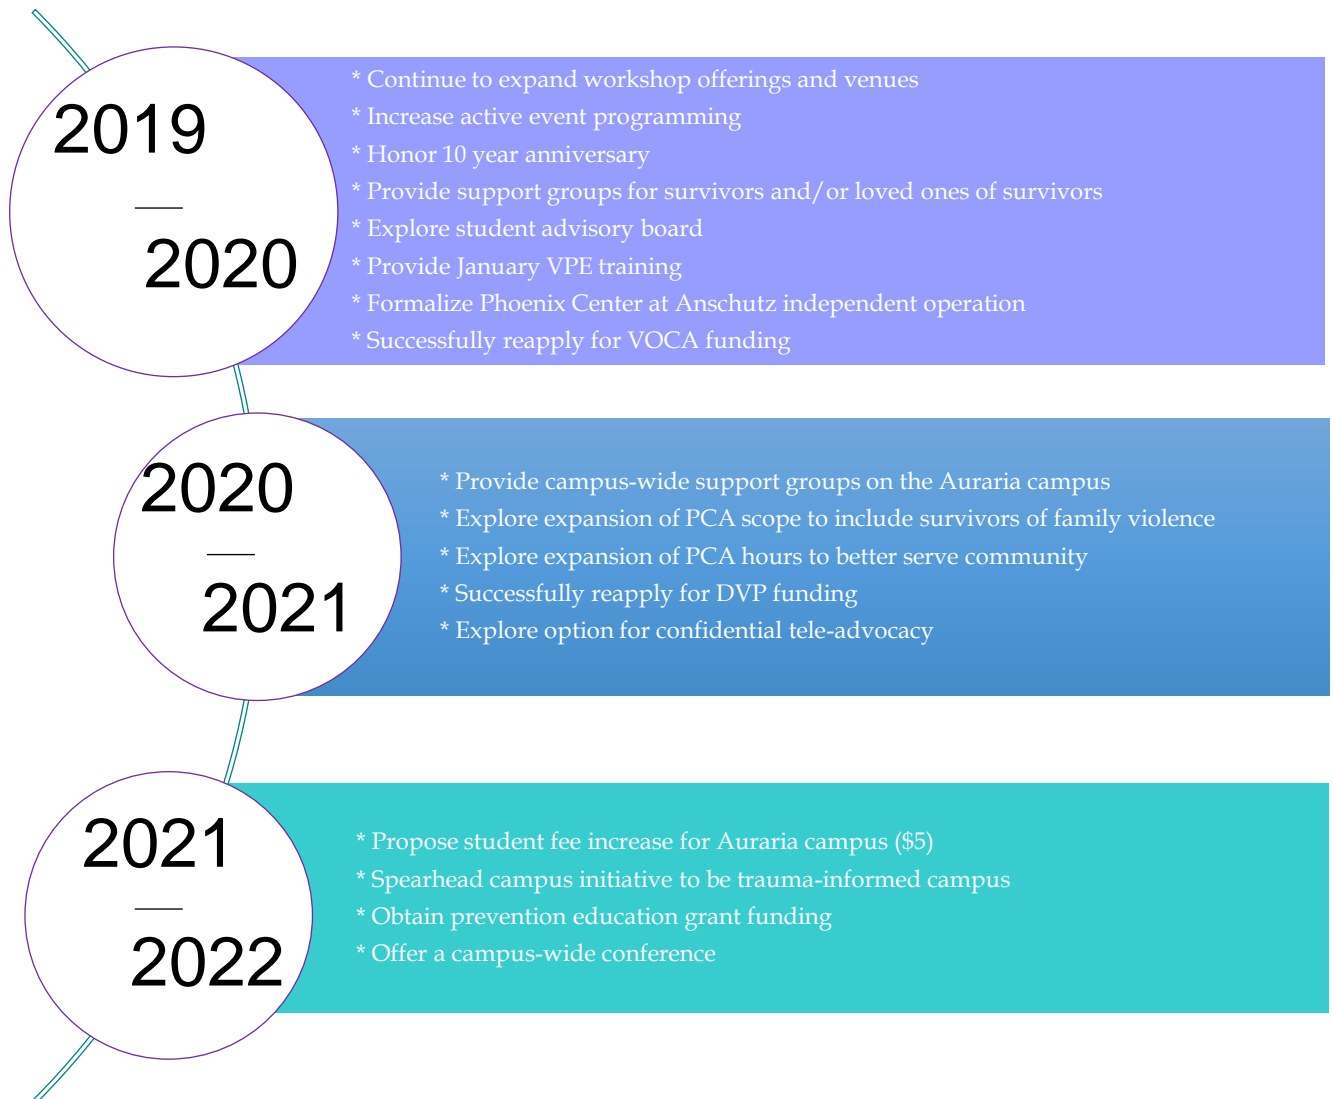 2019
—
2020
* Continue to expand workshop offerings and venues
* Increase active event programming
* Honor 10 year anniversary
* Provide support groups for survivors and/or loved ones of survivors
* Explore student advisory board
* Provide January VPE training
* Formalize Phoenix Center at Anschutz independent operation
* Successfully reapply for VOCA funding
2020
—
2021
* Provide campus-wide support groups on the Auraria campus
* Explore expansion of PCA scope to include survivors of family violence
* Explore expansion of PCA hours to better serve community
* Successfully reapply for DVP funding
* Explore option for confidential tele-advocacy
2021
—
2022
* Propose student fee increase for Auraria campus ($5)
* Spearhead campus initiative to be trauma-informed campus
* Obtain prevention education grant funding
* Offer a campus-wide conference